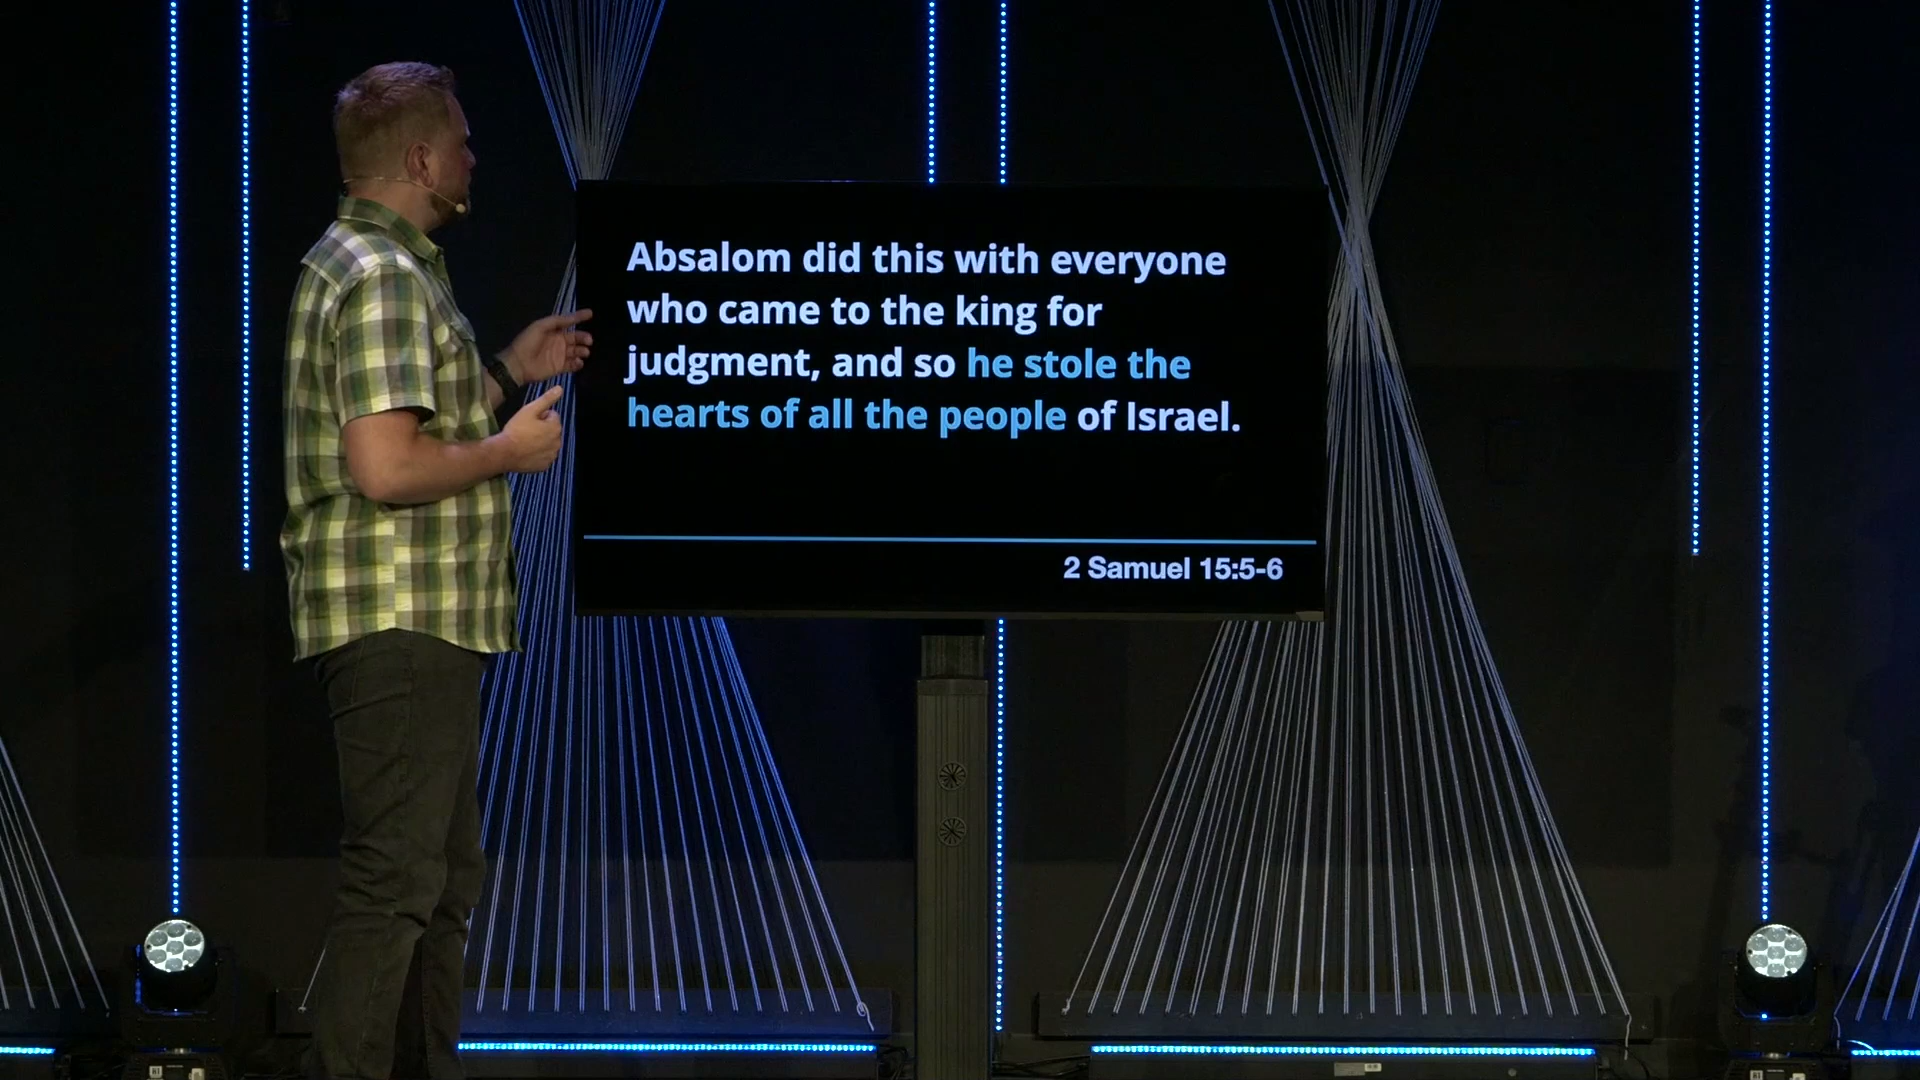 Absalom did this with everyone
who came to the king for
judgment, and so he stole the
hearts of all the people of Israel.
2 Samuel 15:5-6